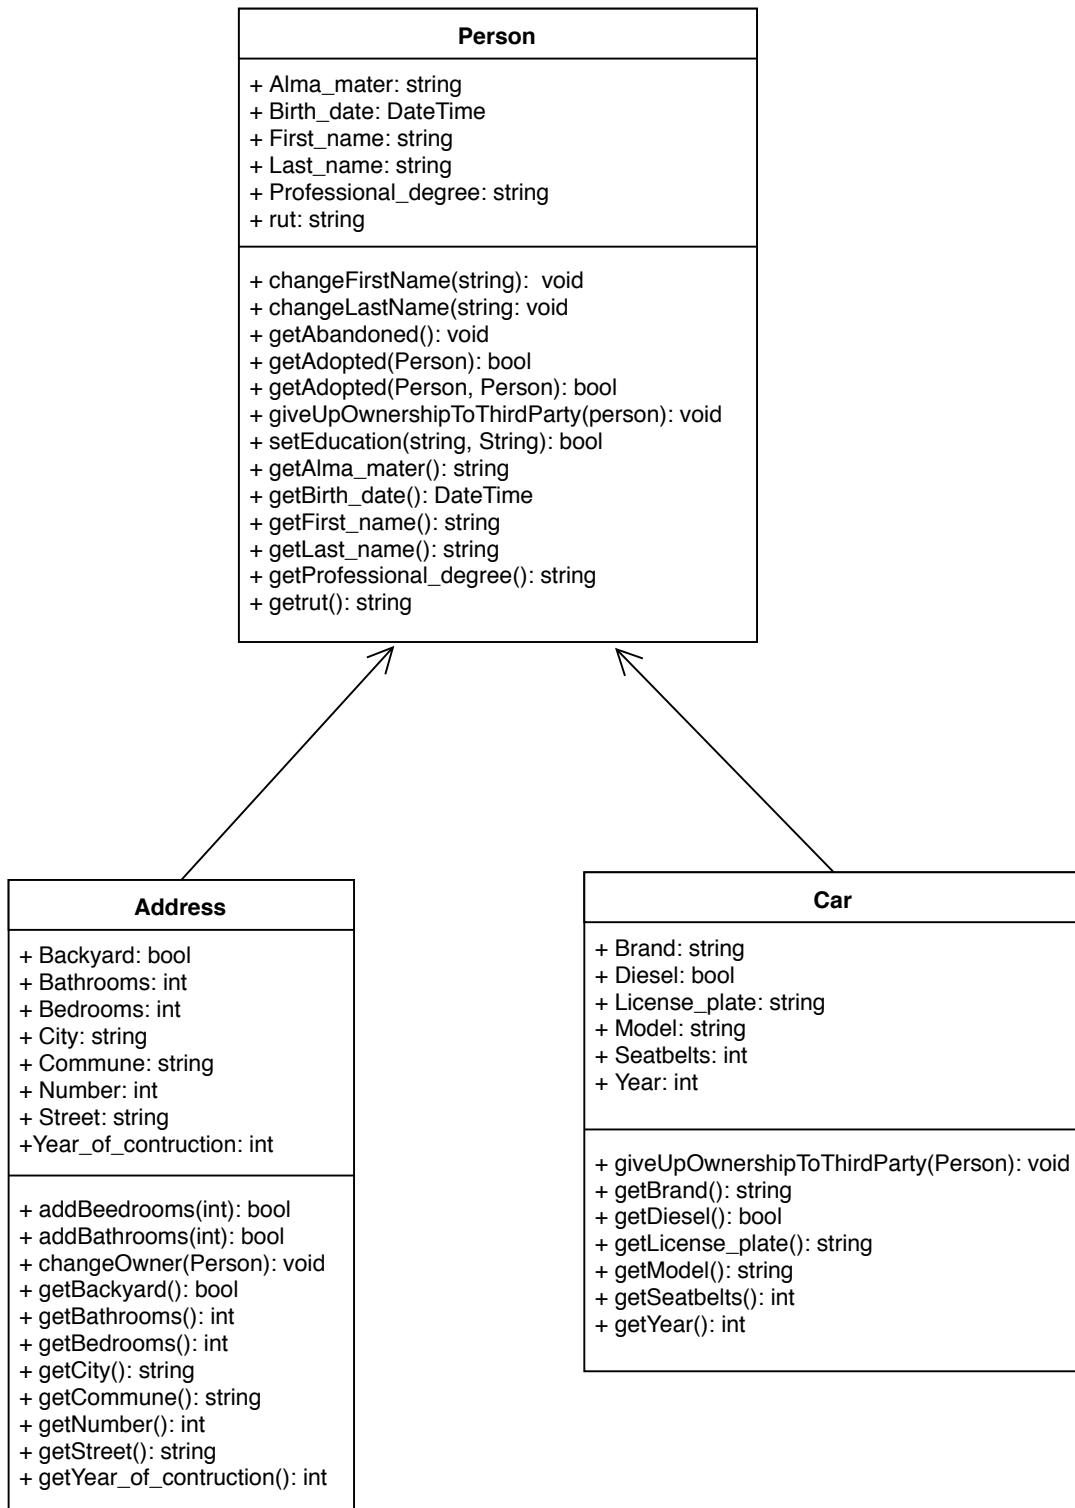 Person
+ Alma_mater: string
+ Birth_date: DateTime
+ First_name: string
+ Last_name: string
+ Professional_degree: string
+ rut: string
+ changeFirstName(string):  void
+ changeLastName(string: void
+ getAbandoned(): void
+ getAdopted(Person): bool
+ getAdopted(Person, Person): bool
+ giveUpOwnershipToThirdParty(person): void
+ setEducation(string, String): bool
+ getAlma_mater(): string
+ getBirth_date(): DateTime
+ getFirst_name(): string
+ getLast_name(): string
+ getProfessional_degree(): string
+ getrut(): string
Address
+ Backyard: bool
+ Bathrooms: int
+ Bedrooms: int
+ City: string
+ Commune: string
+ Number: int
+ Street: string
+Year_of_contruction: int
+ addBeedrooms(int): bool
+ addBathrooms(int): bool
+ changeOwner(Person): void
+ getBackyard(): bool
+ getBathrooms(): int
+ getBedrooms(): int
+ getCity(): string
+ getCommune(): string
+ getNumber(): int
+ getStreet(): string
+ getYear_of_contruction(): int
Car
+ Brand: string
+ Diesel: bool
+ License_plate: string
+ Model: string
+ Seatbelts: int
+ Year: int
+ giveUpOwnershipToThirdParty(Person): void
+ getBrand(): string
+ getDiesel(): bool
+ getLicense_plate(): string
+ getModel(): string
+ getSeatbelts(): int
+ getYear(): int